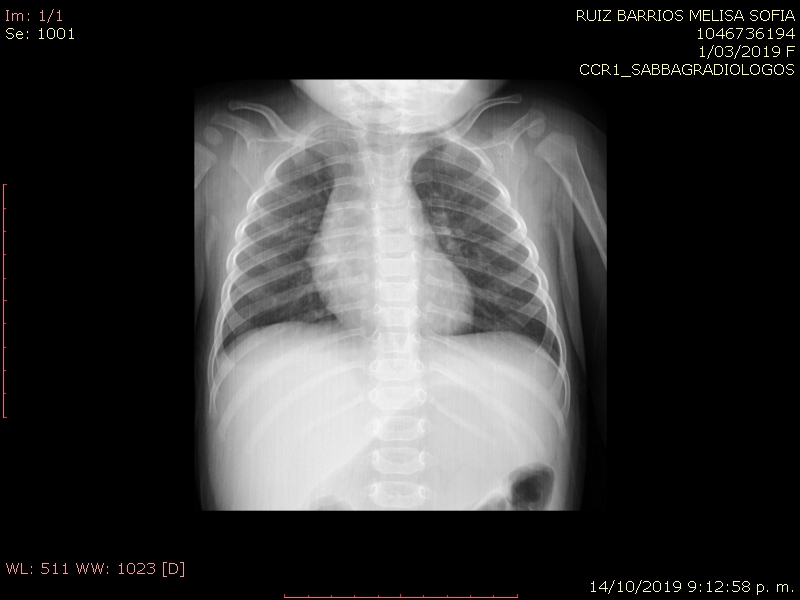 Im: 1/1
Se: 1001
RUIZ BARRIOS MELISA SOFIA
1046736194
1/03/2019 F
CCR1_SABBAGRADIOLOGOS
WL: 511 WW: 1023 [D]
14/10/2019 9:12:58 p. m.